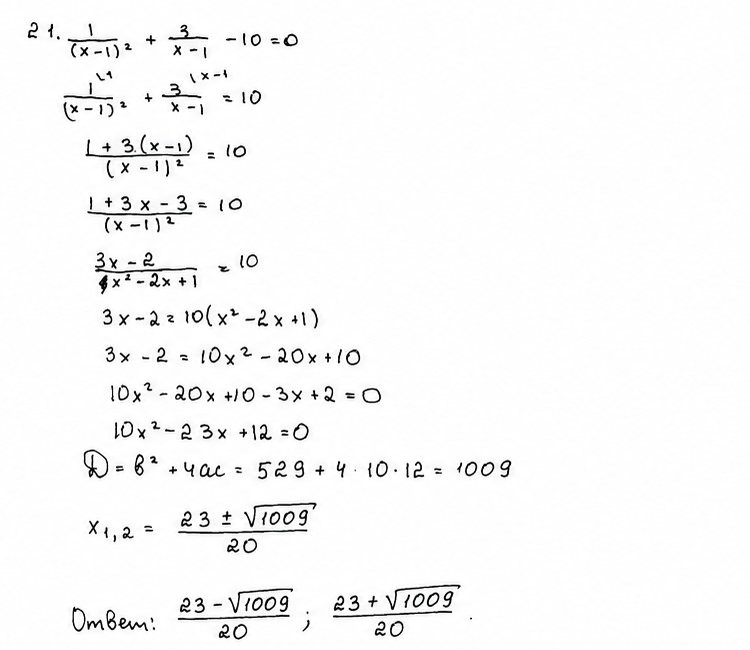 21. 1/(x-1)² + 3/x-1 - 10 = 0
1\1/(x-1)² + 3\x-1/x-1 = 10
1 + 3·(x-1)/(x-1)² = 10
1 + 3x - 3/(x-1)² = 10
3x - 2/x² - 2x + 1 = 10
3x - 2 = 10(x² - 2x + 1)
3x - 2 = 10x² - 20x + 10
10x² - 20x + 10 - 3x + 2 = 0
10x² - 23x + 12 = 0
D = b² + 4ac = 529 + 4·10·12 = 1009
x₁,₂ = 23 ± √1009/20
Ответ: 23 - √1009/20 ; 23 + √1009/20 .